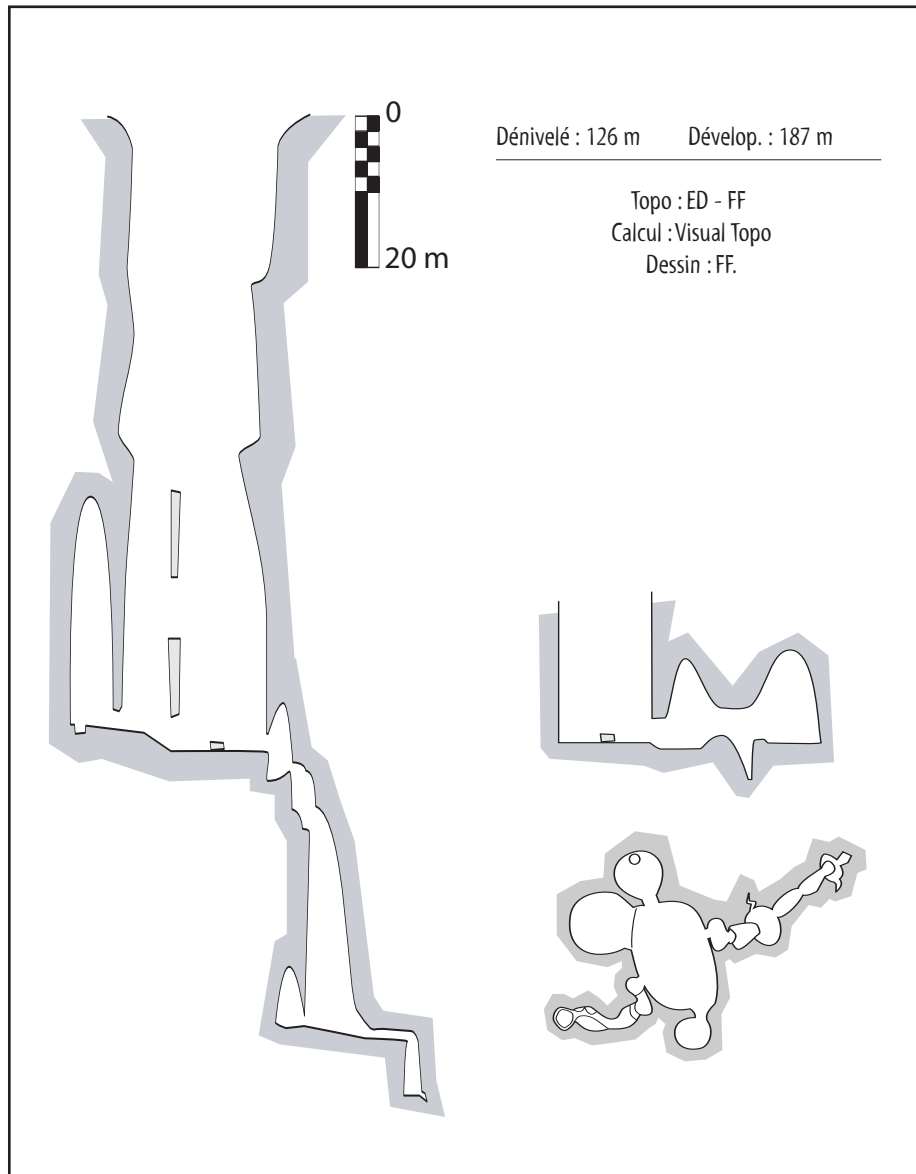 0
20 m
Dénivelé : 126 m Dévelop. : 187 m
Topo : ED - FF
Calcul : Visual Topo
Dessin : FF.